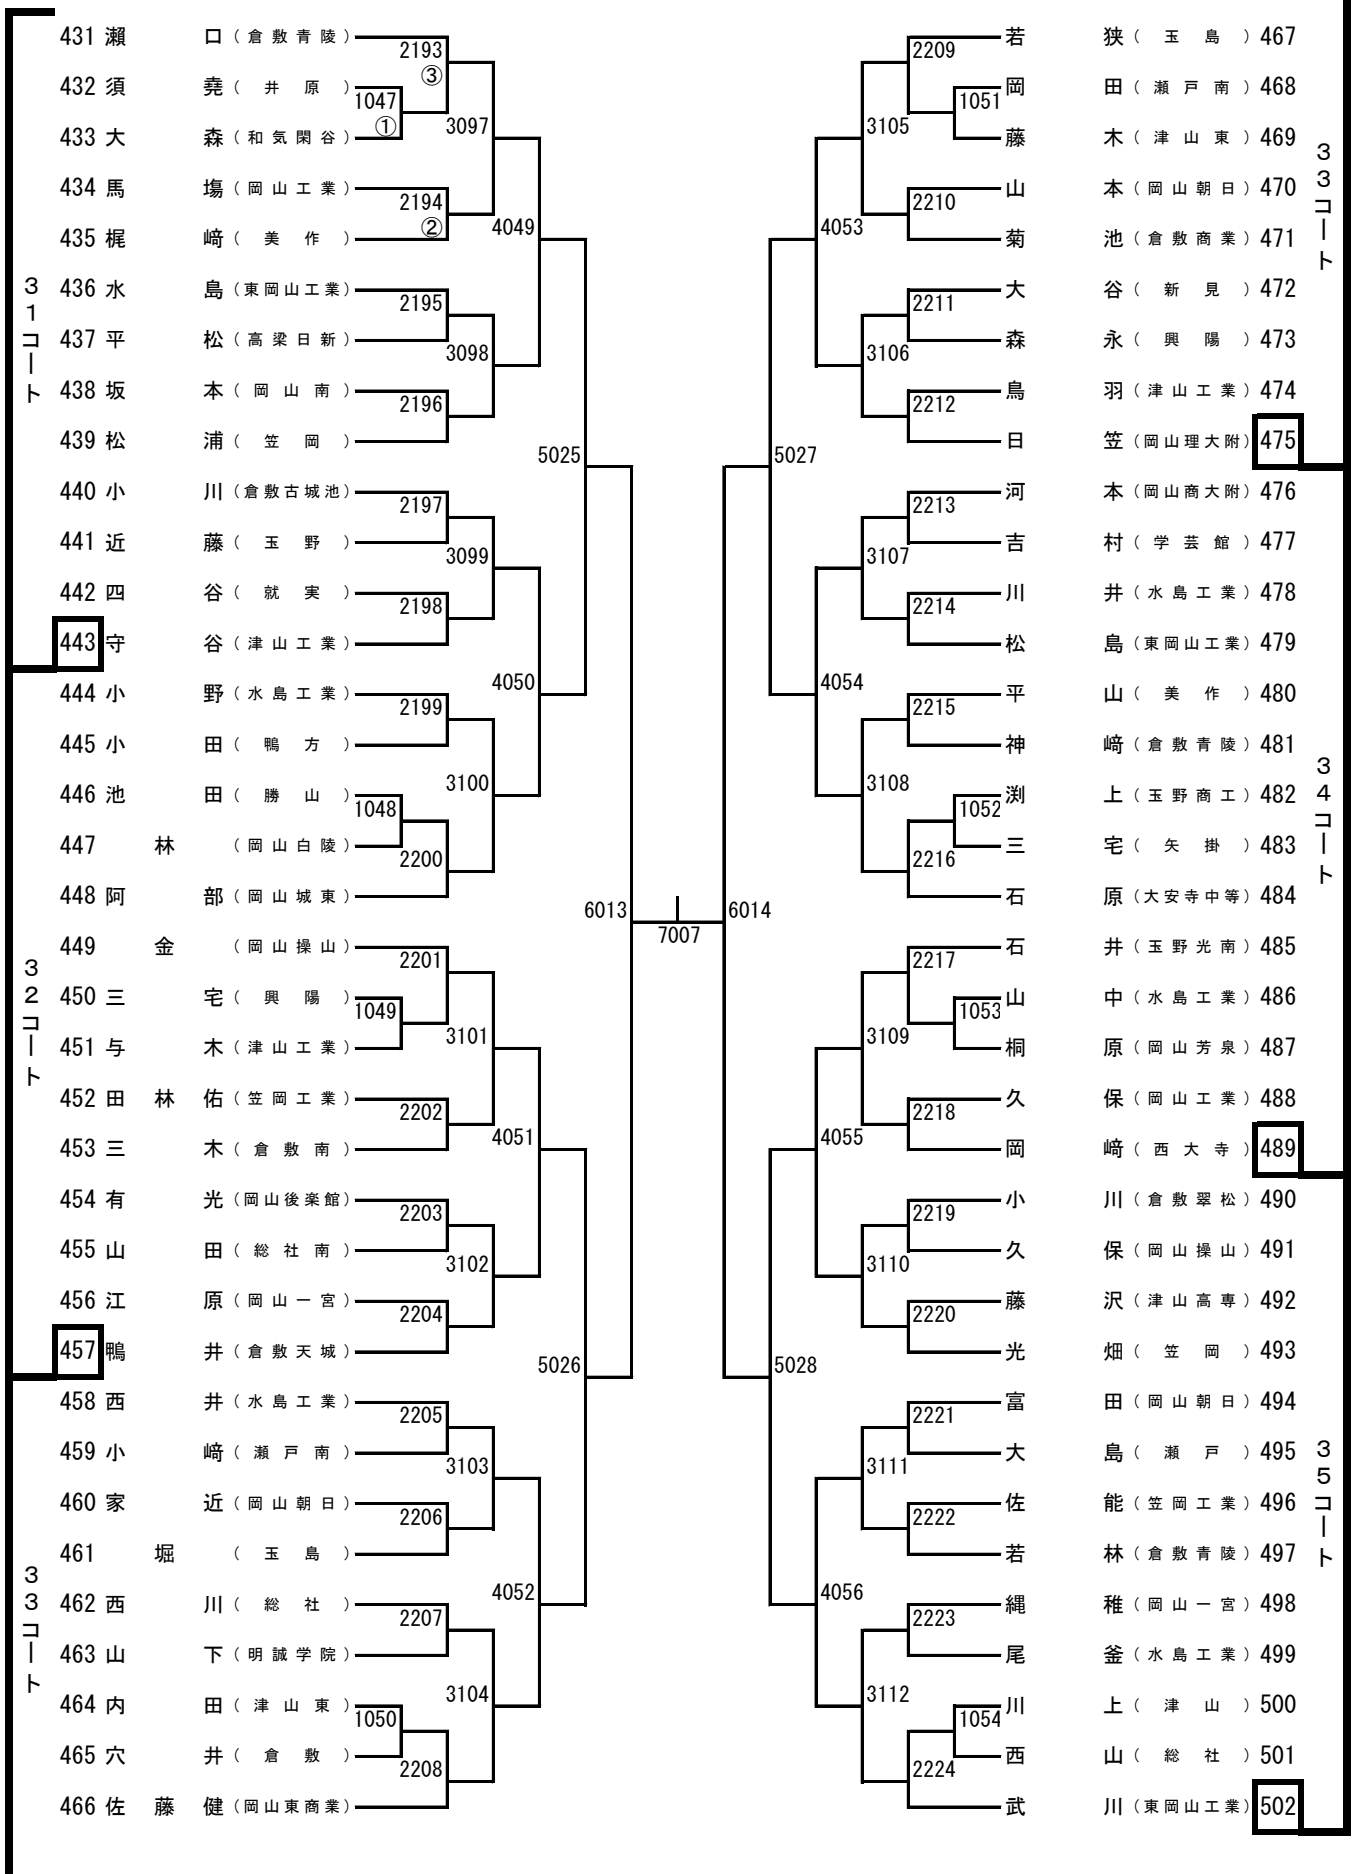 31コート
32コート
33コート
431 瀬口 (倉敷青陵)
432 須堯 (井原)
433 大森 (和気閑谷)
434 馬場 (岡山工業)
435 梶﨑 (美作)
436 水島 (東岡山工業)
437 平松 (高梁日新)
438 坂本 (岡山南)
439 松浦 (笠岡)
440 小川 (倉敷古城池)
441 近藤 (玉野)
442 四谷 (就実)
443 守谷 (津山工業)
444 小野 (水島工業)
445 小田 (鴨方)
446 池田 (勝山)
447 林 (岡山白陵)
448 阿部 (岡山城東)
449 金 (岡山操山)
450 三宅 (興陽)
451 与木 (津山工業)
452 田林佑 (笠岡工業)
453 三木 (倉敷南)
454 有光 (岡山後楽館)
455 山田 (総社南)
456 江原 (岡山一宮)
457 鴨井 (倉敷天城)
458 西井 (水島工業)
459 小﨑 (瀬戸南)
460 家近 (岡山朝日)
461 堀 (玉島)
462 西川 (総社)
463 山下 (明誠学院)
464 内田 (津山東)
465 穴井 (倉敷)
466 佐藤健 (岡山東商業)
1047
①
1048
1049
1050
2193
③
2194
②
2195
2196
2197
2198
2199
2200
2201
2202
2203
2204
2205
2206
2207
2208
3097
3098
3099
3100
3101
3102
3103
3104
4049
4050
4051
4052
5025
5026
6013
7007
6014
5027
5028
4053
4054
4055
4056
3105
3106
3107
3108
3109
3110
3111
3112
2209
2210
2211
2212
2213
2214
2215
2216
2217
2218
2219
2220
2221
2222
2223
2224
1051
1052
1053
1054
若狭 (玉島) 467
岡田 (瀬戸南) 468
藤木 (津山東) 469
山本 (岡山朝日) 470
菊池 (倉敷商業) 471
大谷 (新見) 472
森永 (興陽) 473
鳥羽 (津山工業) 474
日笠 (岡山理大附) 475
河本 (岡山商大附) 476
吉村 (学芸館) 477
川井 (水島工業) 478
松島 (東岡山工業) 479
平山 (美作) 480
神﨑 (倉敷青陵) 481
渕上 (玉野商工) 482
三宅 (矢掛) 483
石原 (大安寺中等) 484
石井 (玉野光南) 485
山中 (水島工業) 486
桐原 (岡山芳泉) 487
久保 (岡山工業) 488
岡﨑 (西大寺) 489
小川 (倉敷翠松) 490
久保 (岡山操山) 491
藤沢 (津山高専) 492
光畑 (笠岡) 493
富田 (岡山朝日) 494
大島 (瀬戸) 495
佐能 (笠岡工業) 496
若林 (倉敷青陵) 497
縄稚 (岡山一宮) 498
尾釜 (水島工業) 499
川上 (津山) 500
西山 (総社) 501
武川 (東岡山工業) 502
33コート
34コート
35コート